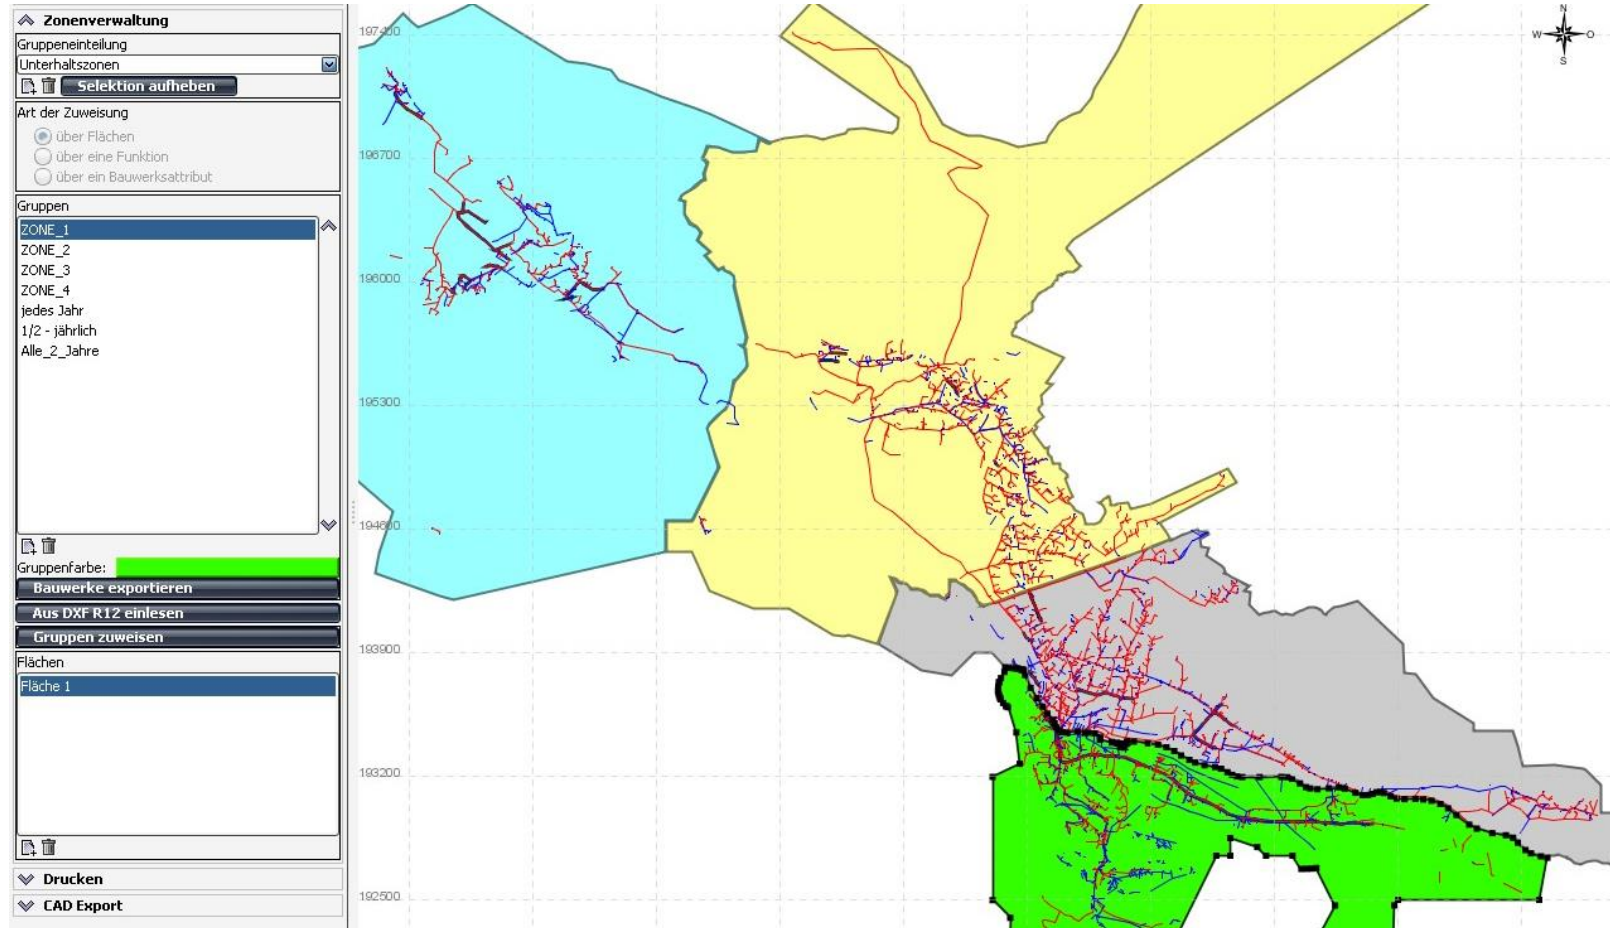 Zonenverwaltung
Gruppeneinteilung
Unterhaltszonen
Selektion aufheben
Art der Zuweisung
über Flächen
über eine Funktion
über ein Bauwerksattribut
Gruppen
ZONE_1
ZONE_2
ZONE_3
ZONE_4
jedes Jahr
1/2 - jährlich
Alle_2_Jahre
Gruppenfarbe:
Bauwerke exportieren
Aus DXF R12 einlesen
Gruppen zuweisen
Flächen
Fläche 1
Drucken
CAD Export
197400
196700
196000
195300
194600
193900
193200
192500
N
W O
S